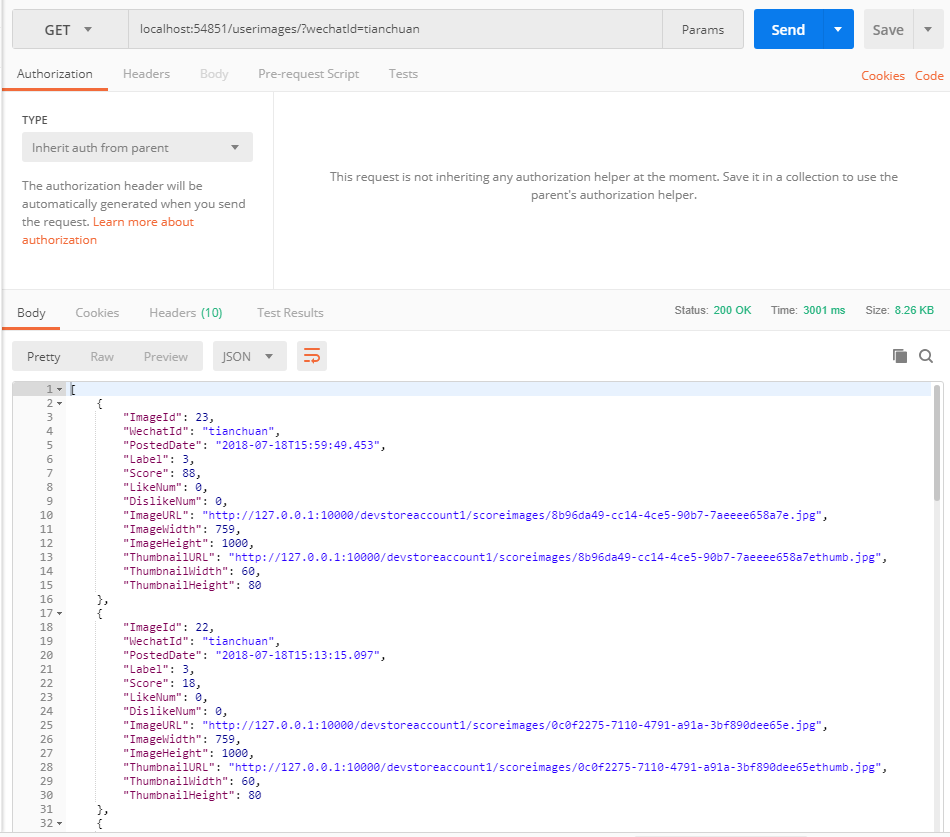 GET localhost:54851/userimages/?wechatId=tianchuan Params Send Save
Authorization Headers Body Pre-request Script Tests Cookies Code
TYPE
Inherit auth from parent
The authorization header will be
automatically generated when you send
the request. Learn more about
authorization
This request is not inheriting any authorization helper at the moment. Save it in a collection to use the
parent's authorization helper.
Body Cookies Headers (10) Test Results Status: 200 OK Time: 3001 ms Size: 8.26 KB
Pretty Raw Preview JSON
1 [
2 {
3 "ImageId": 23,
4 "WechatId": "tianchuan",
5 "PostedDate": "2018-07-18T15:59:49.453",
6 "Label": 3,
7 "Score": 88,
8 "LikeNum": 0,
9 "DislikeNum": 0,
10 "ImageURL": "http://127.0.0.1:10000/devstoreaccount1/scoreimages/8b96da49-cc14-4ce5-90b7-7aeeee658a7e.jpg",
11 "ImageWidth": 759,
12 "ImageHeight": 1000,
13 "ThumbnailURL": "http://127.0.0.1:10000/devstoreaccount1/scoreimages/8b96da49-cc14-4ce5-90b7-7aeeee658a7ethumb.jpg",
14 "ThumbnailWidth": 60,
15 "ThumbnailHeight": 80
16 },
17 {
18 "ImageId": 22,
19 "WechatId": "tianchuan",
20 "PostedDate": "2018-07-18T15:13:15.097",
21 "Label": 3,
22 "Score": 18,
23 "LikeNum": 0,
24 "DislikeNum": 0,
25 "ImageURL": "http://127.0.0.1:10000/devstoreaccount1/scoreimages/0c0f2275-7110-4791-a91a-3bf890dee65e.jpg",
26 "ImageWidth": 759,
27 "ImageHeight": 1000,
28 "ThumbnailURL": "http://127.0.0.1:10000/devstoreaccount1/scoreimages/0c0f2275-7110-4791-a91a-3bf890dee65ethumb.jpg",
29 "ThumbnailWidth": 60,
30 "ThumbnailHeight": 80
31 },
32 {